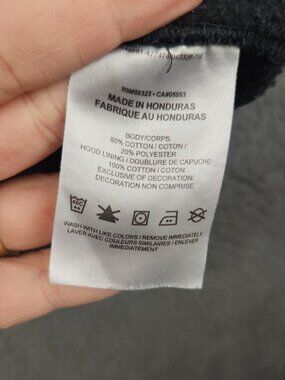 RN#56323 • CA#05553
MADE IN HONDURAS
FABRIQUE AU HONDURAS
BODY/CORPS:
80% COTTON / COTON /
20% POLYESTER
HOOD LINING / DOUBLURE DE CAPUCHE:
100% COTTON / COTON
EXCLUSIVE OF DECORATION/
DECORATION NON COMPRISE
WASH WITH LIKE COLORS / REMOVE IMMEDIATELY
LAVER AVEC COULEURS SIMILAIRES / ENLEVER
IMMEDIATEMENT